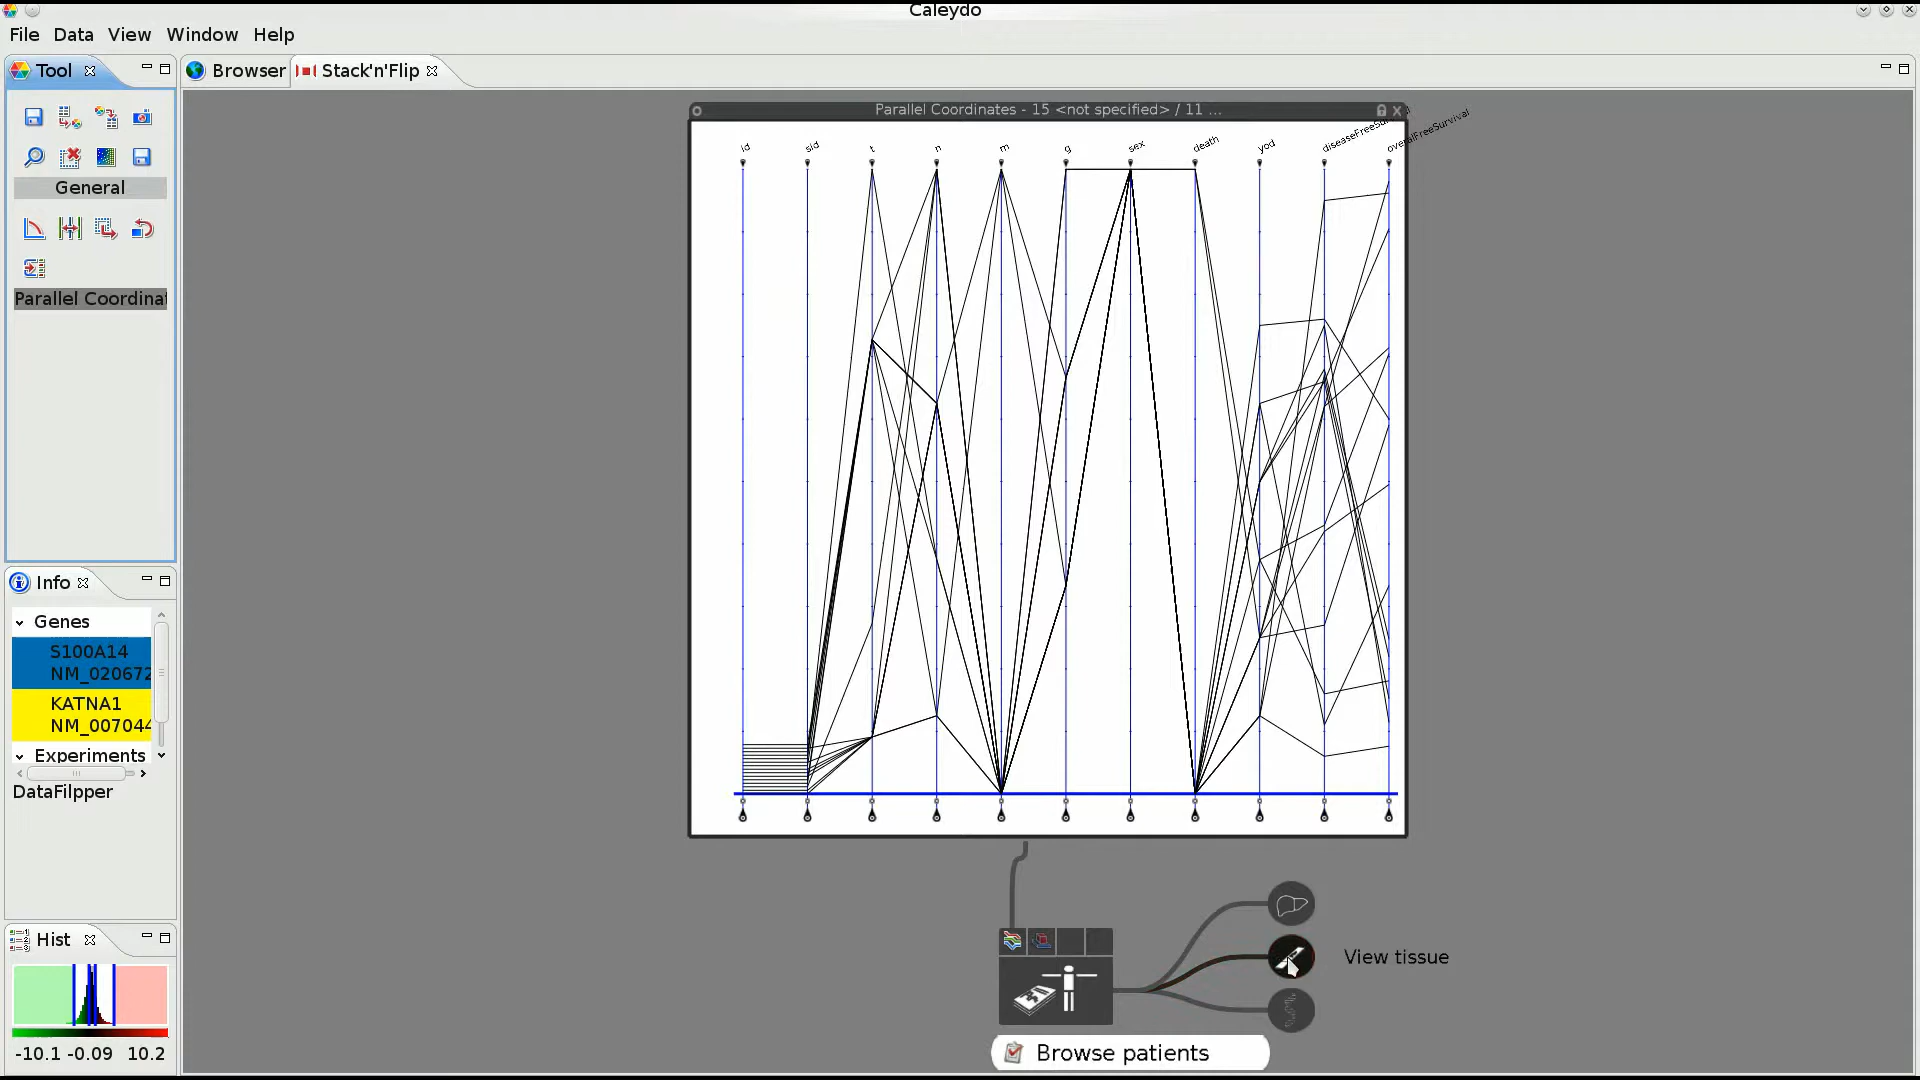 Caleydo
File Data View Window Help
Tool
Browser
Stack'n'Flip
General
Parallel Coordinat
Info
Genes
S100A14
NM_020672
KATNA1
NM_007044
Experiments
DataFilpper
Hist
-10.1 -0.09 10.2
Parallel Coordinates - 15 <not specified> / 11 ...
id sid t n m g sex death yod overalFreeSurvival
View tissue
Browse patients